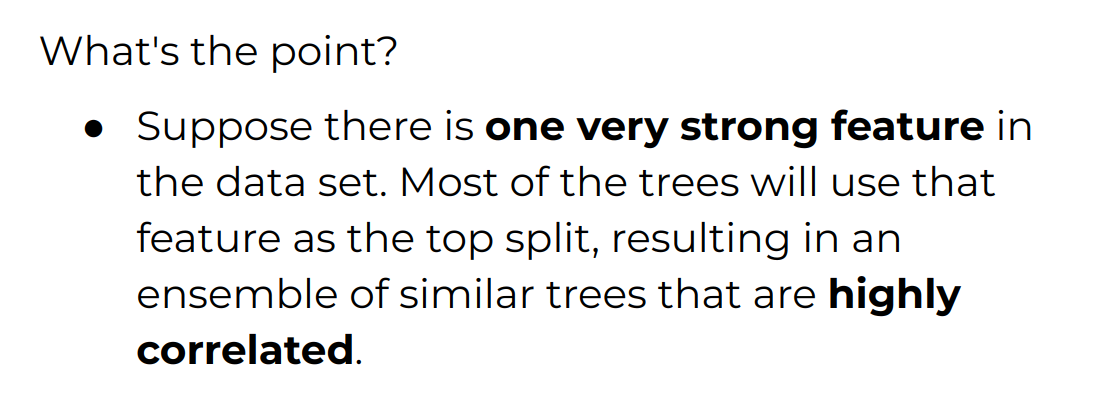 What's the point?
● Suppose there is one very strong feature in
the data set. Most of the trees will use that
feature as the top split, resulting in an
ensemble of similar trees that are highly
correlated.